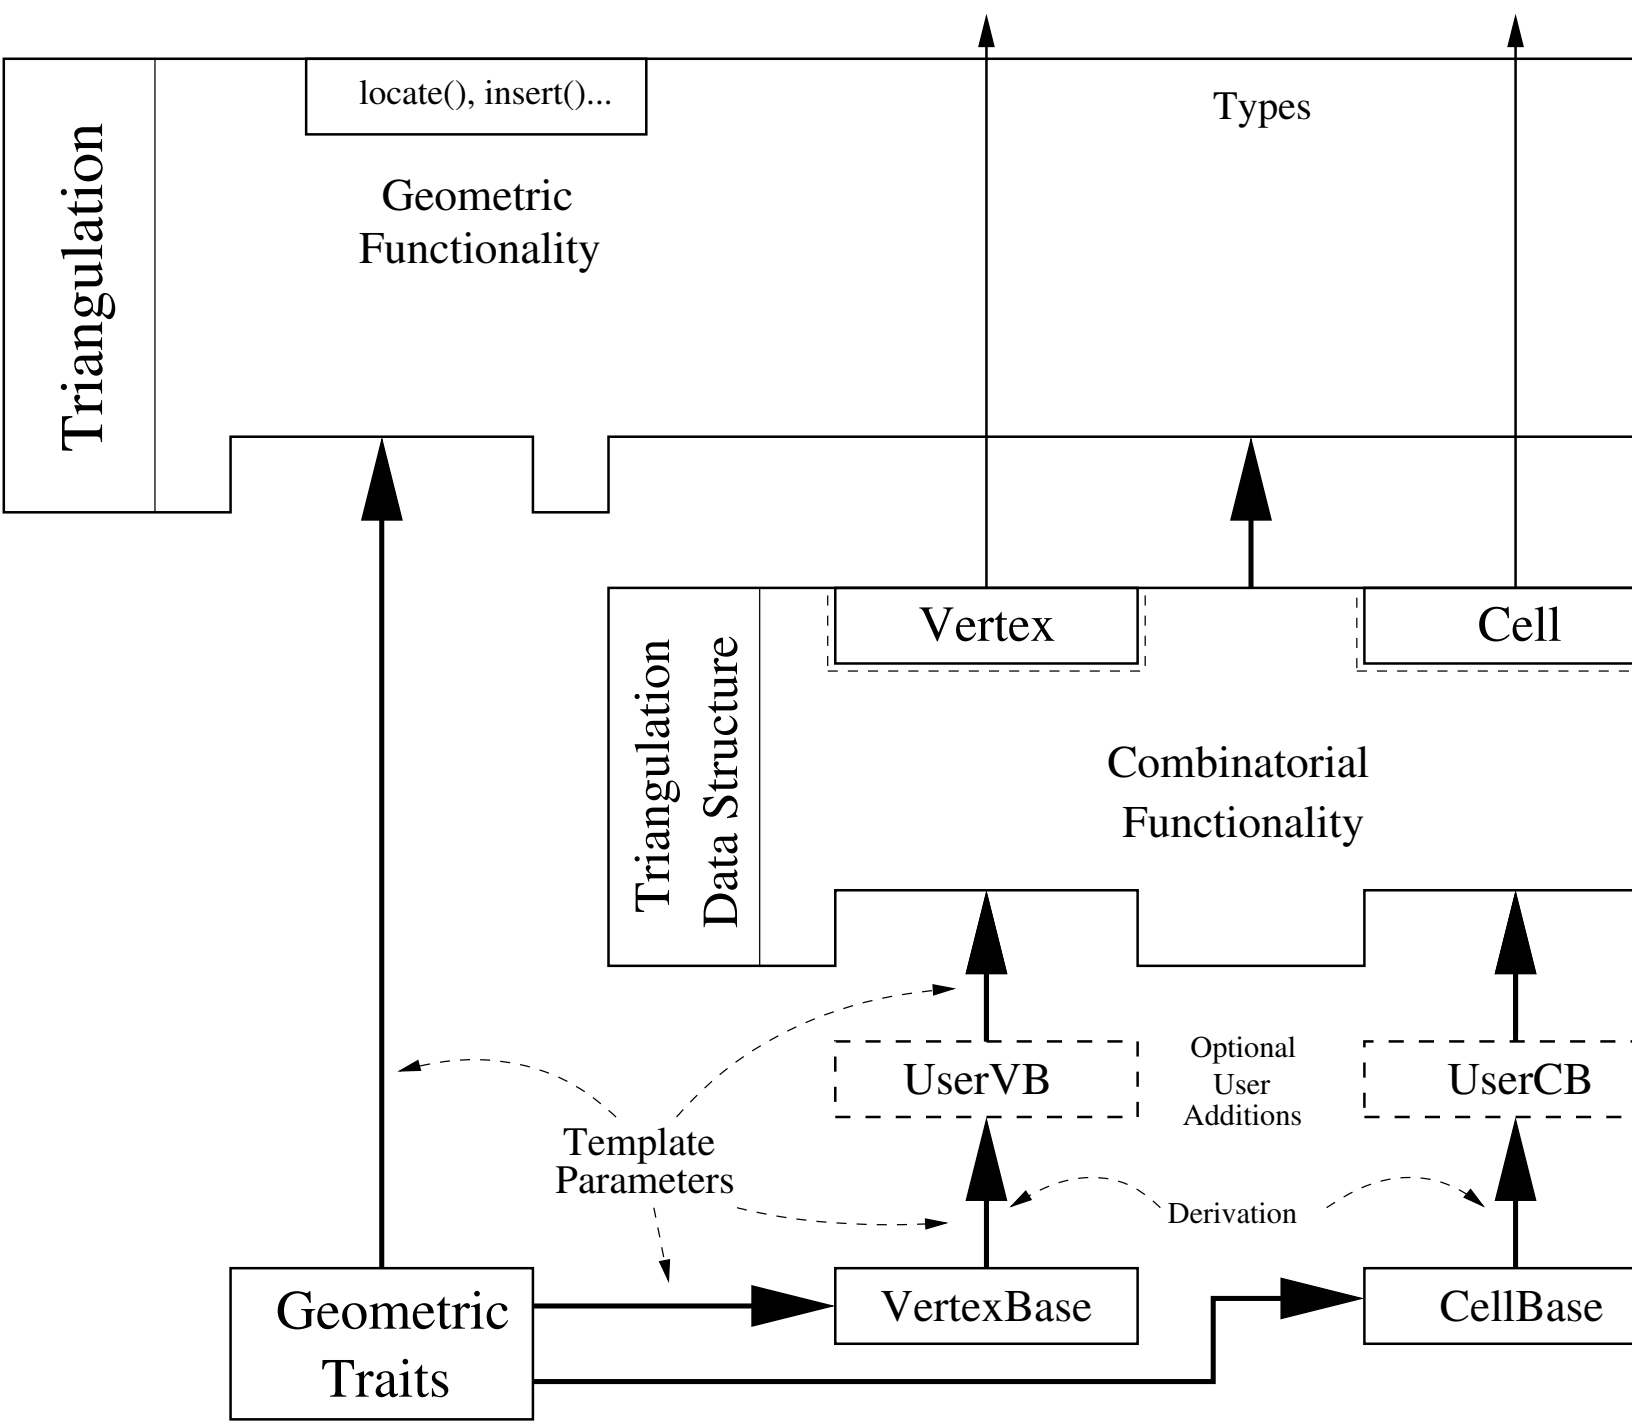 locate(), insert()...
Types
Triangulation
Geometric
Functionality
Vertex
Cell
Triangulation
Data Structure
Combinatorial
Functionality
Optional
User
Additions
UserVB
UserCB
Template
Parameters
Derivation
Geometric
Traits
VertexBase
CellBase